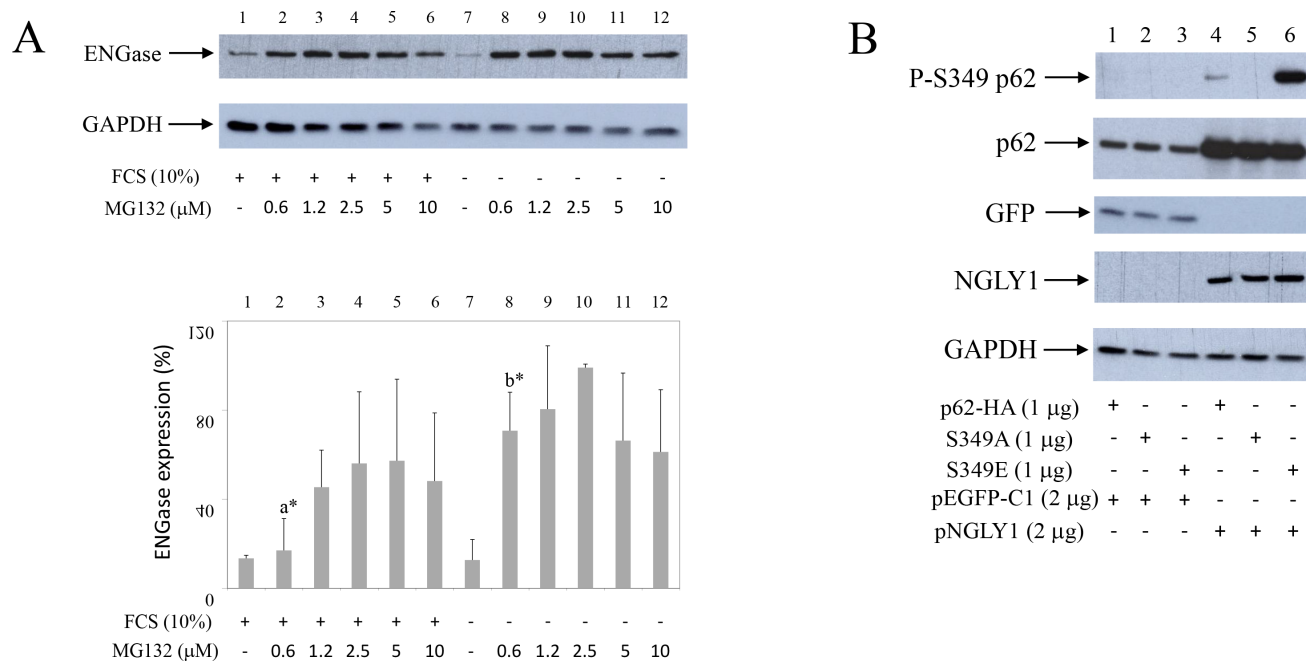 A
1 2 3 4 5 6 7 8 9 10 11 12
ENGase
GAPDH
FCS (10%) + + + + + + - - - - - -
MG132 (μM) - 0.6 1.2 2.5 5 10 - 0.6 1.2 2.5 5 10
1 2 3 4 5 6 7 8 9 10 11 12
ENGase expression (%)
120
80
40
0
a*
b*
FCS (10%) + + + + + + - - - - - -
MG132 (μM) - 0.6 1.2 2.5 5 10 - 0.6 1.2 2.5 5 10
B
1 2 3 4 5 6
P-S349 p62
p62
GFP
NGLY1
GAPDH
p62-HA (1 μg) + - - + - -
S349A (1 μg) - + - - + -
S349E (1 μg) - - + - - +
pEGFP-C1 (2 μg) + + + - - -
pNGLY1 (2 μg) - - - + + +